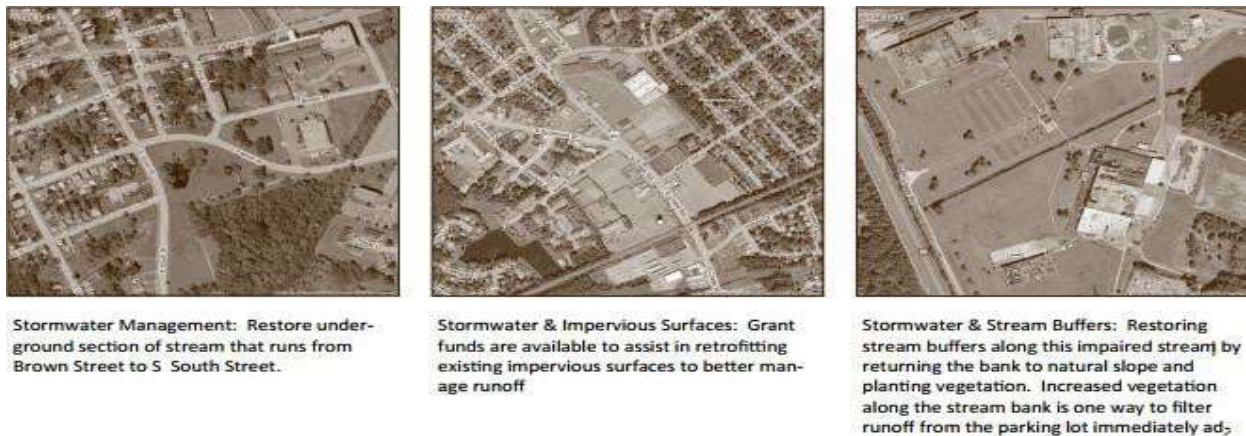 Stormwater Management: Restore under-
ground section of stream that runs from
Brown Street to S South Street.
Stormwater & Impervious Surfaces: Grant
funds are available to assist in retrofitting
existing impervious surfaces to better man-
age runoff
Stormwater & Stream Buffers: Restoring
stream buffers along this impaired stream by
returning the bank to natural slope and
planting vegetation. Increased vegetation
along the stream bank is one way to filter
runoff from the parking lot immediately ad-